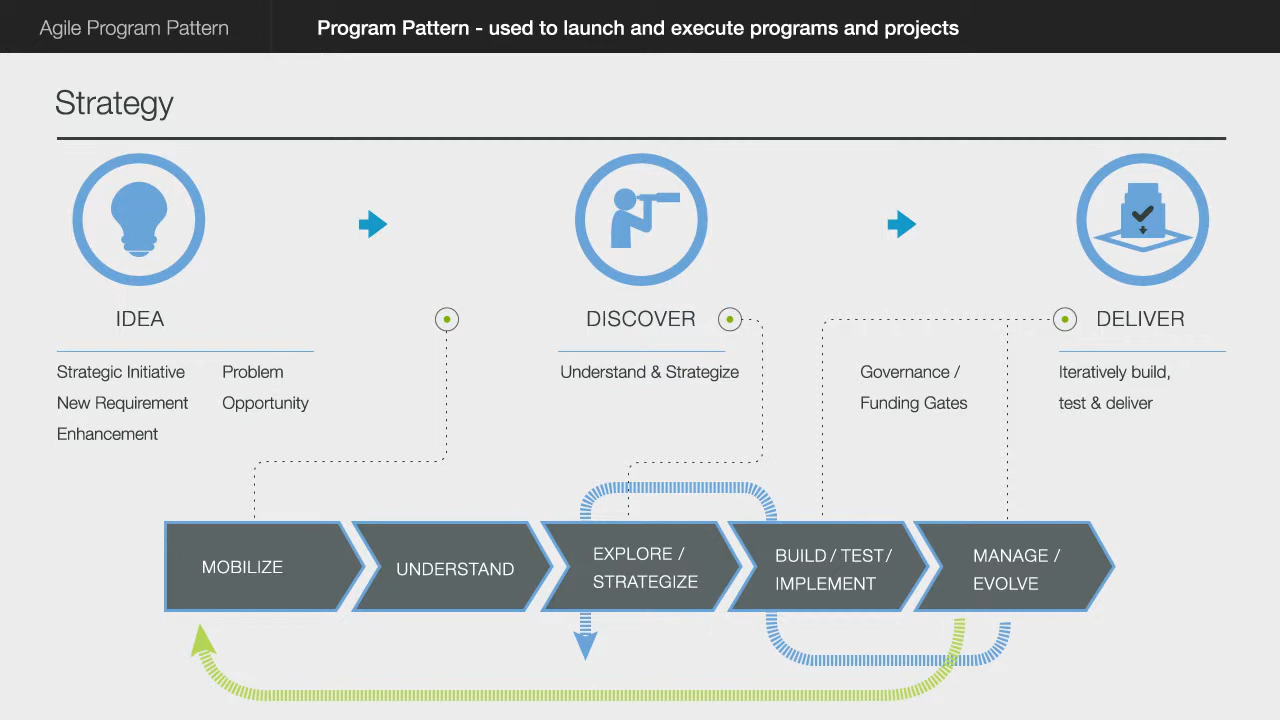 Agile Program Pattern
Program Pattern - used to launch and execute programs and projects
Strategy
IDEA
Strategic Initiative
New Requirement
Enhancement
Problem
Opportunity
DISCOVER
Understand & Strategize
Governance /
Funding Gates
DELIVER
Iteratively build,
test & deliver
MOBILIZE
UNDERSTAND
EXPLORE /
STRATEGIZE
BUILD / TEST /
IMPLEMENT
MANAGE /
EVOLVE